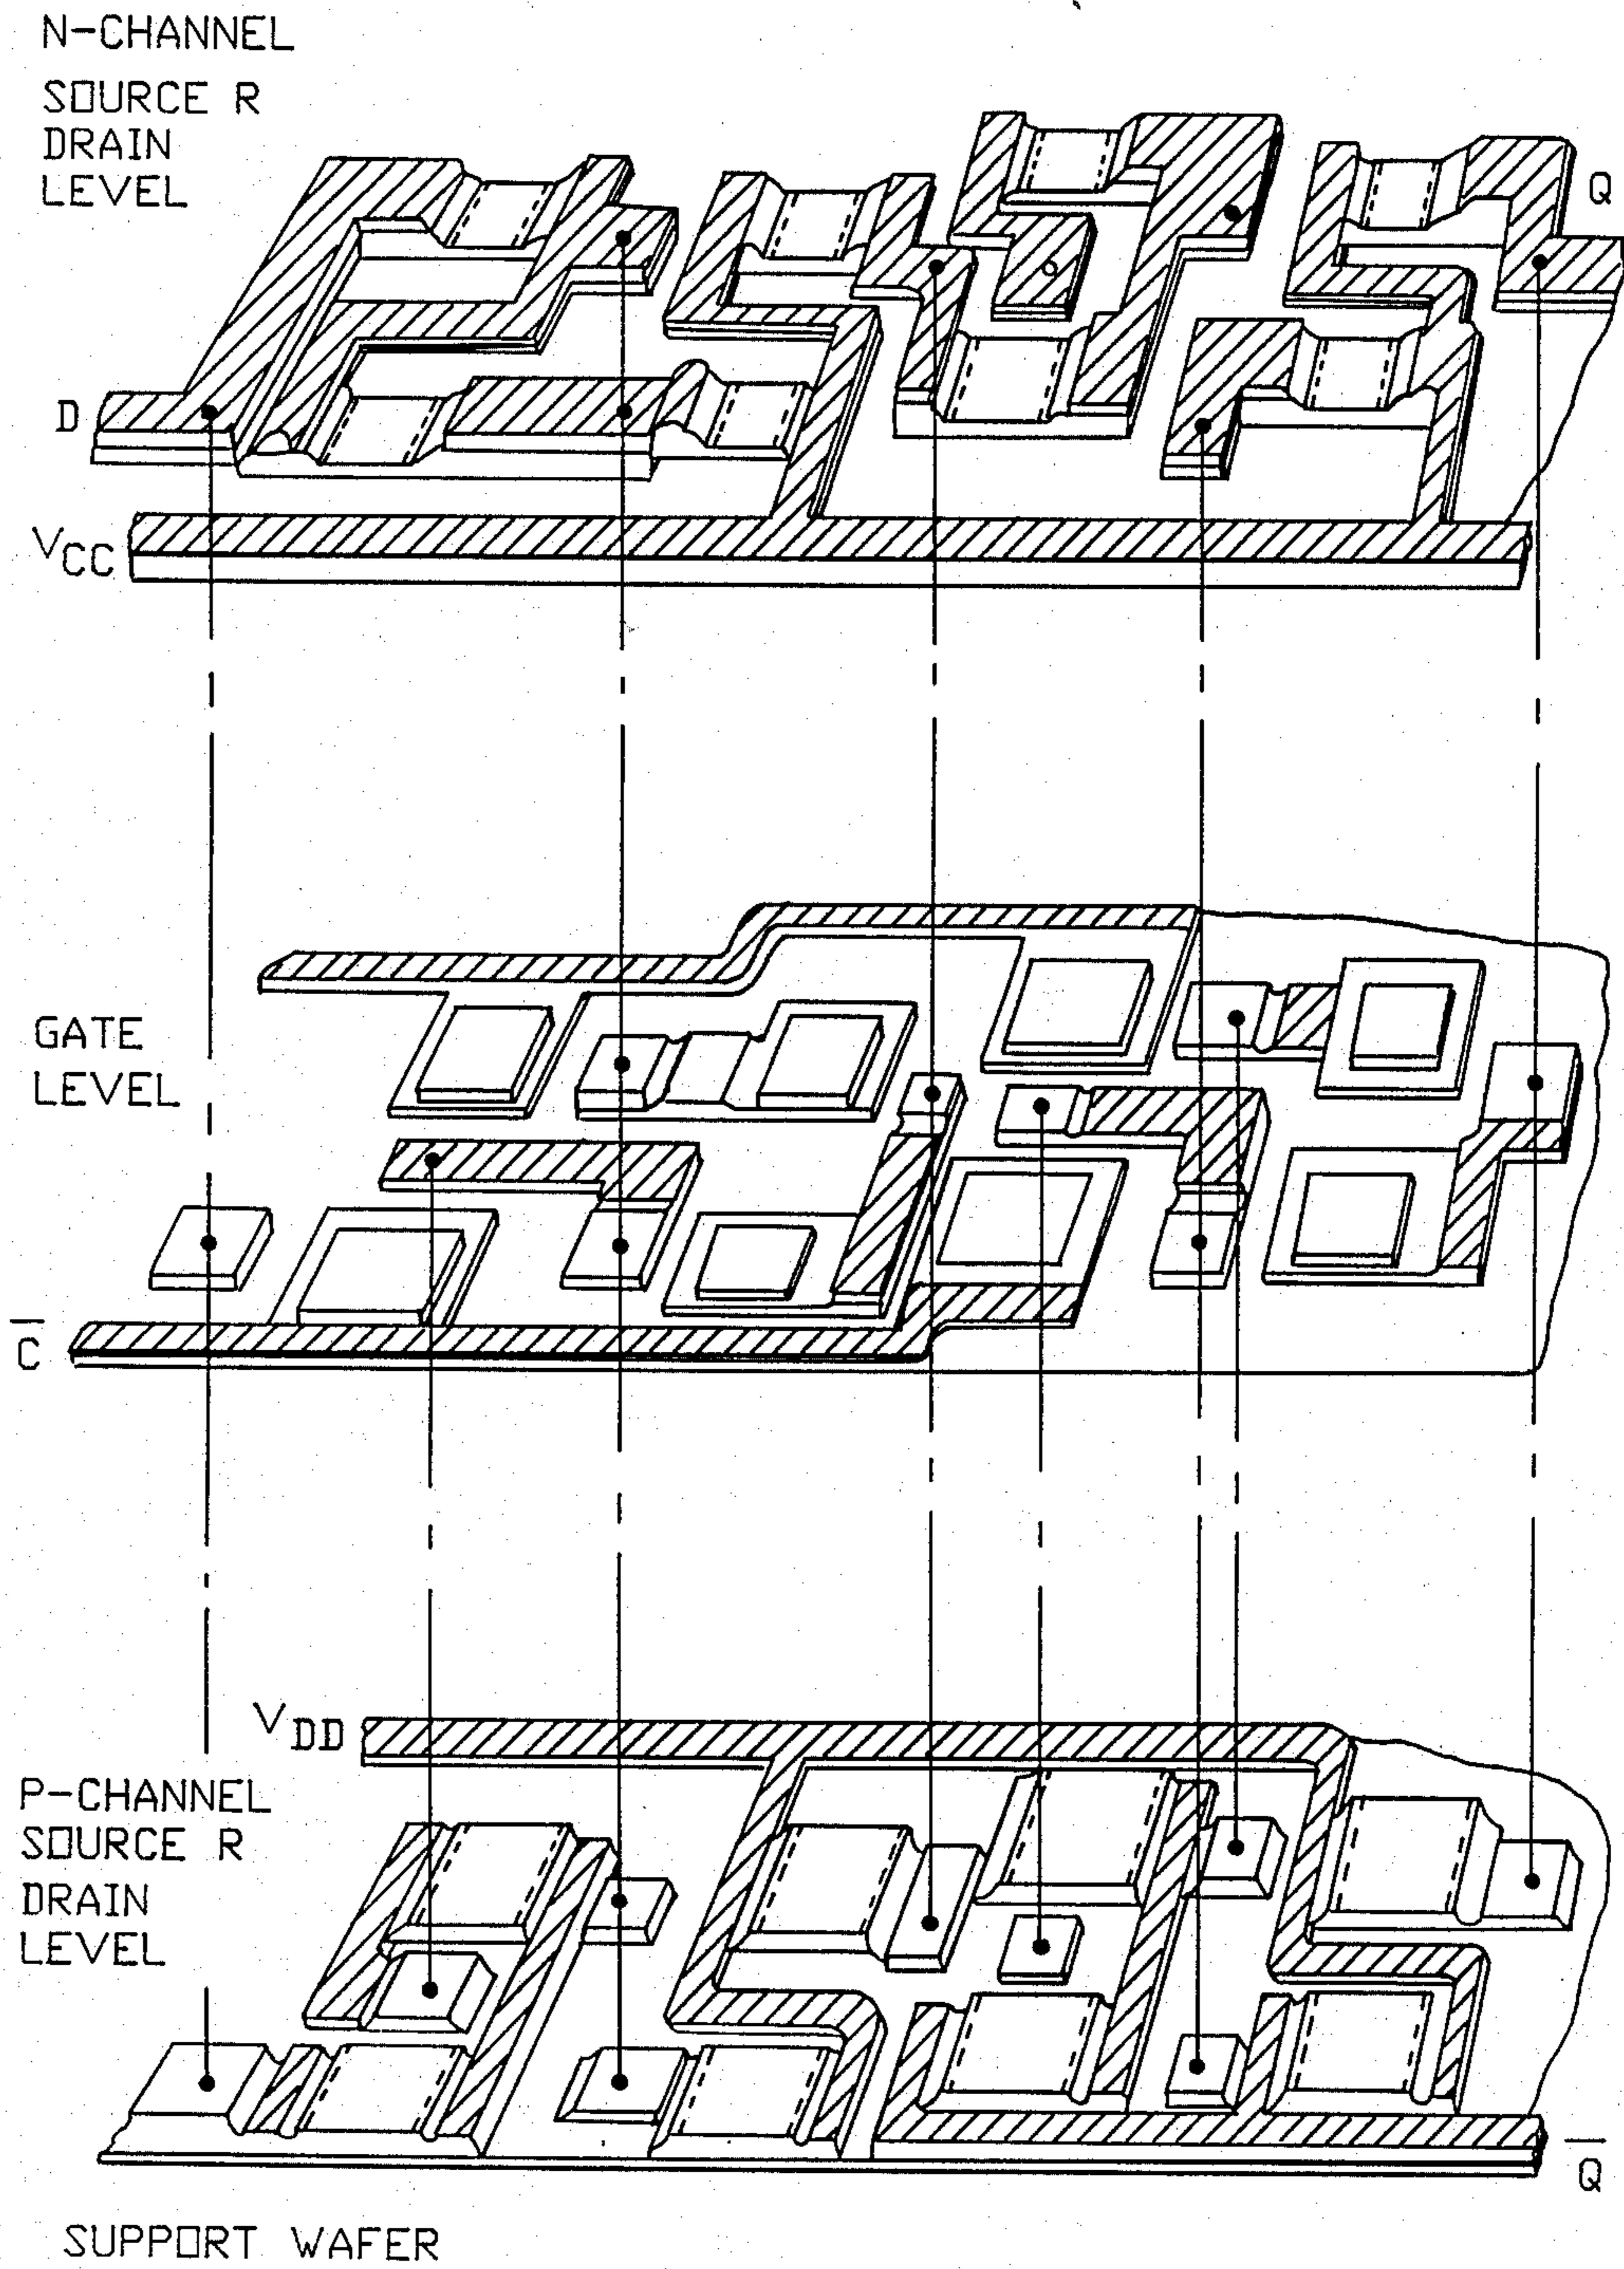 N-CHANNEL
SOURCE R
DRAIN
LEVEL
Q
D
VCC
GATE
LEVEL
C̅
VDD
P-CHANNEL
SOURCE R
DRAIN
LEVEL
Q̅
SUPPORT WAFER